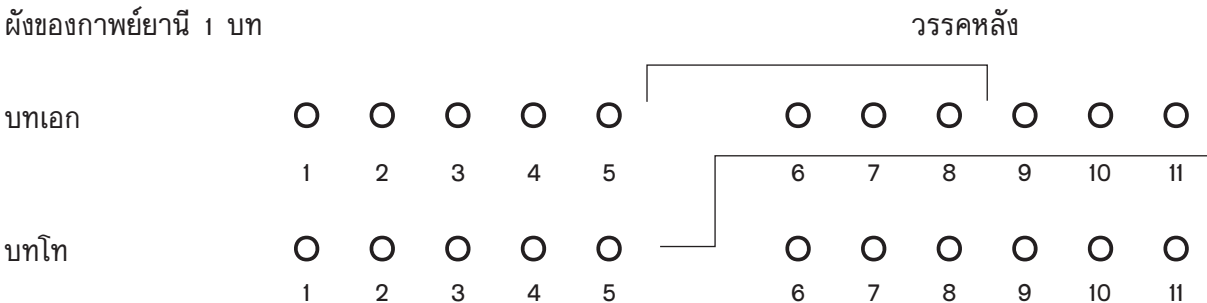 ผังของกาพย์ยานี 1 บท วรรคหลัง
บทเอก
1 2 3 4 5 6 7 8 9 10 11
บทโท
1 2 3 4 5 6 7 8 9 10 11